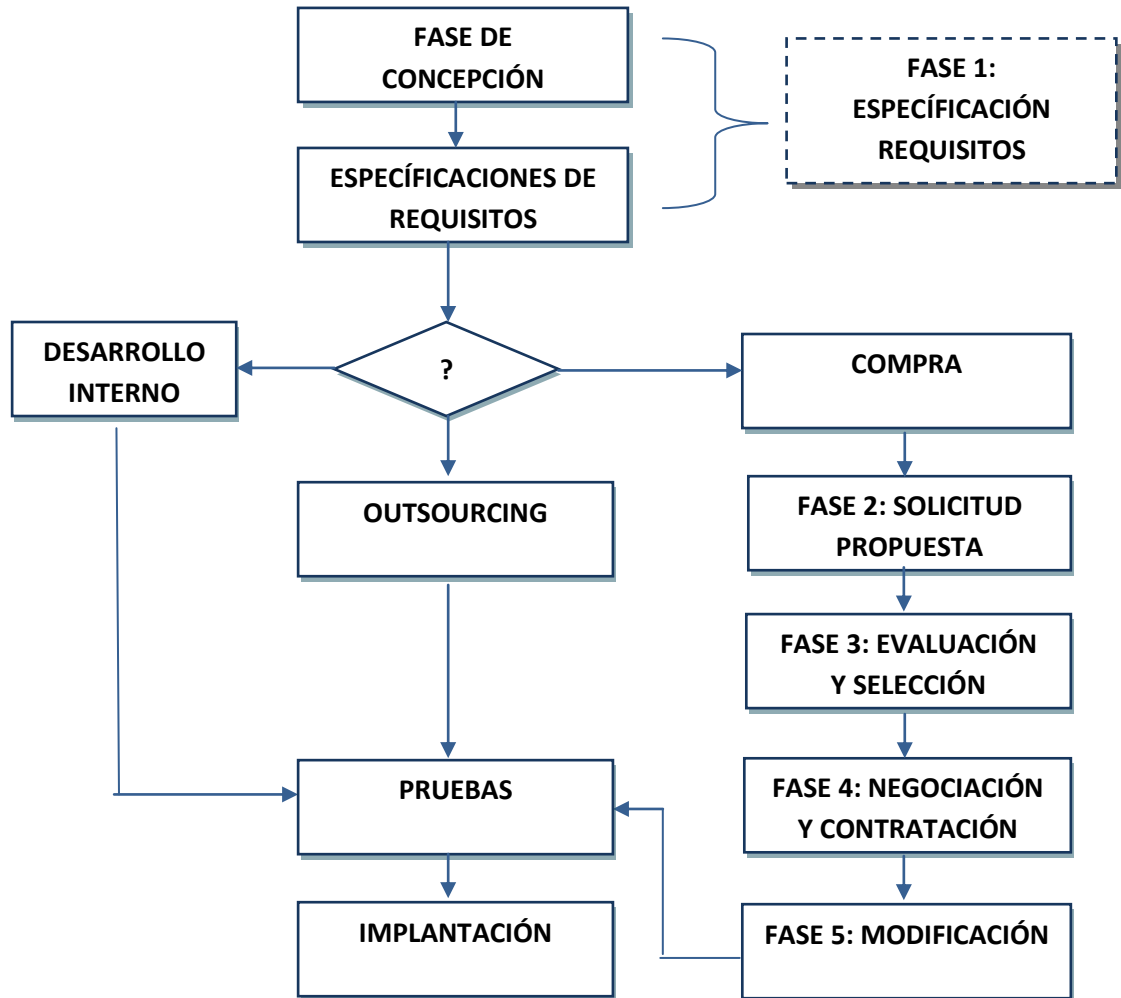 FASE DE
CONCEPCIÓN
FASE 1:
ESPECÍFICACIÓN
REQUISITOS
ESPECÍFICACIONES DE
REQUISITOS
DESARROLLO
INTERNO
?
COMPRA
OUTSOURCING
FASE 2: SOLICITUD
PROPUESTA
FASE 3: EVALUACIÓN
Y SELECCIÓN
PRUEBAS
FASE 4: NEGOCIACIÓN
Y CONTRATACIÓN
IMPLANTACIÓN
FASE 5: MODIFICACIÓN